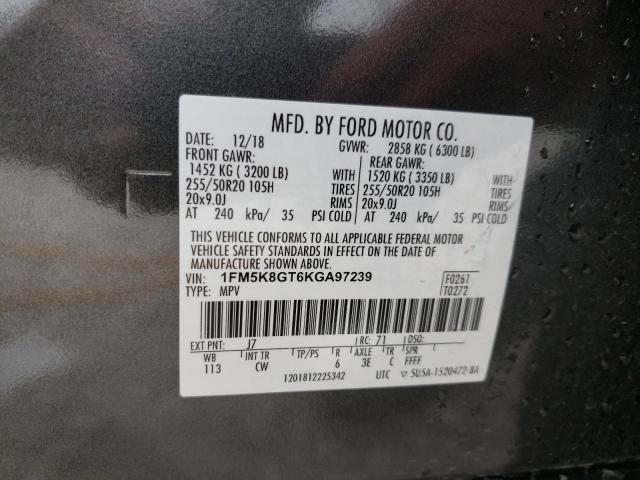 MFD. BY FORD MOTOR CO.
DATE: 12/18 GVWR: 2858 KG ( 6300 LB)
FRONT GAWR: REAR GAWR:
1452 KG ( 3200 LB) WITH 1520 KG ( 3350 LB) WITH
255/50R20 105H TIRES 255/50R20 105H TIRES
20x9.0J RIMS 20x9.0J RIMS
AT 240 kPa/ 35 PSI COLD AT 240 kPa/ 35 PSI COLD
THIS VEHICLE CONFORMS TO ALL APPLICABLE FEDERAL MOTOR
VEHICLE SAFETY STANDARDS IN EFFECT ON THE DATE OF
MANUFACTURE SHOWN ABOVE.
VIN: 1FM5K8GT6KGA97239 F0261
TYPE: MPV T0272
EXT PNT: J7 RC: 71 DSO:
WB INT TR TP/PS R AXLE TR SPR
113 CW 6 3E C FFFF
1201812225342 UTC ▽ 5U5A-1520472-BA